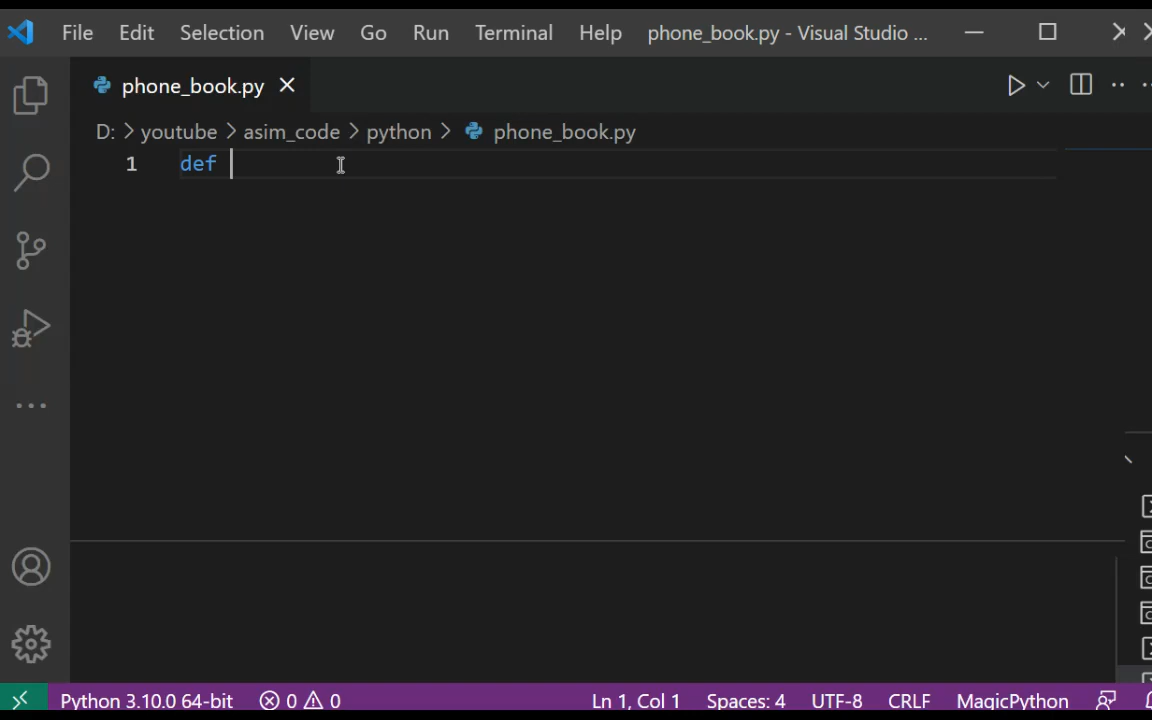 File Edit Selection View Go Run Terminal Help phone_book.py - Visual Studio ...
phone_book.py
D: > youtube > asim_code > python > phone_book.py
1 def
Python 3.10.0 64-bit 0 0 Ln 1, Col 1 Spaces: 4 UTF-8 CRLF MagicPython